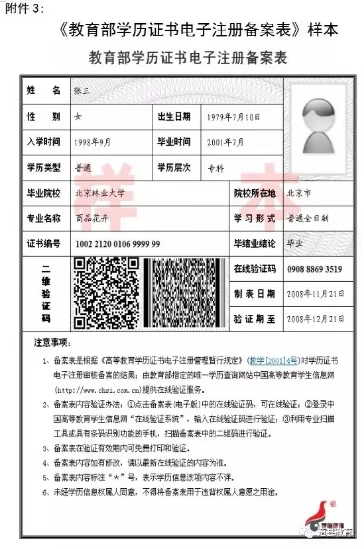 附件 3：
《教育部学历证书电子注册备案表》样本
教育部学历证书电子注册备案表
姓 名 张三
性 别 女 出生日期 1979年7月10日
入学时间 1998年9月 毕业时间 2001年7月
学历类型 普通 学历层次 专科
毕业院校 北京林业大学 院校所在地 北京市
专业名称 百品花卉 学习形式 普通全日制
证书编号 1002 2120 0106 9999 99 毕结业结论 毕业
二维验证码 在线验证码 0908 8869 3519
制表日期 2008年11月21日
验证期至 2008年12月21日
样本
注意事项：
1、备案表是根据《高等教育学历证书电子注册管理暂行规定》(教学[2001]4号)对学历证书
电子注册审核备案的结果；由教育部指定的唯一学历查询网站中国高等教育学生信息网
(http://www.chsi.com.cn)提供在线验证服务。
2、备案表内容验证办法：①点击备案表(电子版)中的在线验证码，可在线验证；②登录中
国高等教育学生信息网“在线验证系统”，输入在线验证码进行验证；③利用专业扫描
工具或具有条码识别功能的手机，扫描备案表中的二维码进行验证。
3、备案表在验证有效期内可免费打印和验证。
4、备案表内容如有修改，请以最新在线验证的内容为准。
5、备案表内容标注“*”号，表示学历信息该项内容不详。
6、未经学历信息权属人同意，不得将备案表用于违背权属人意愿之用途。